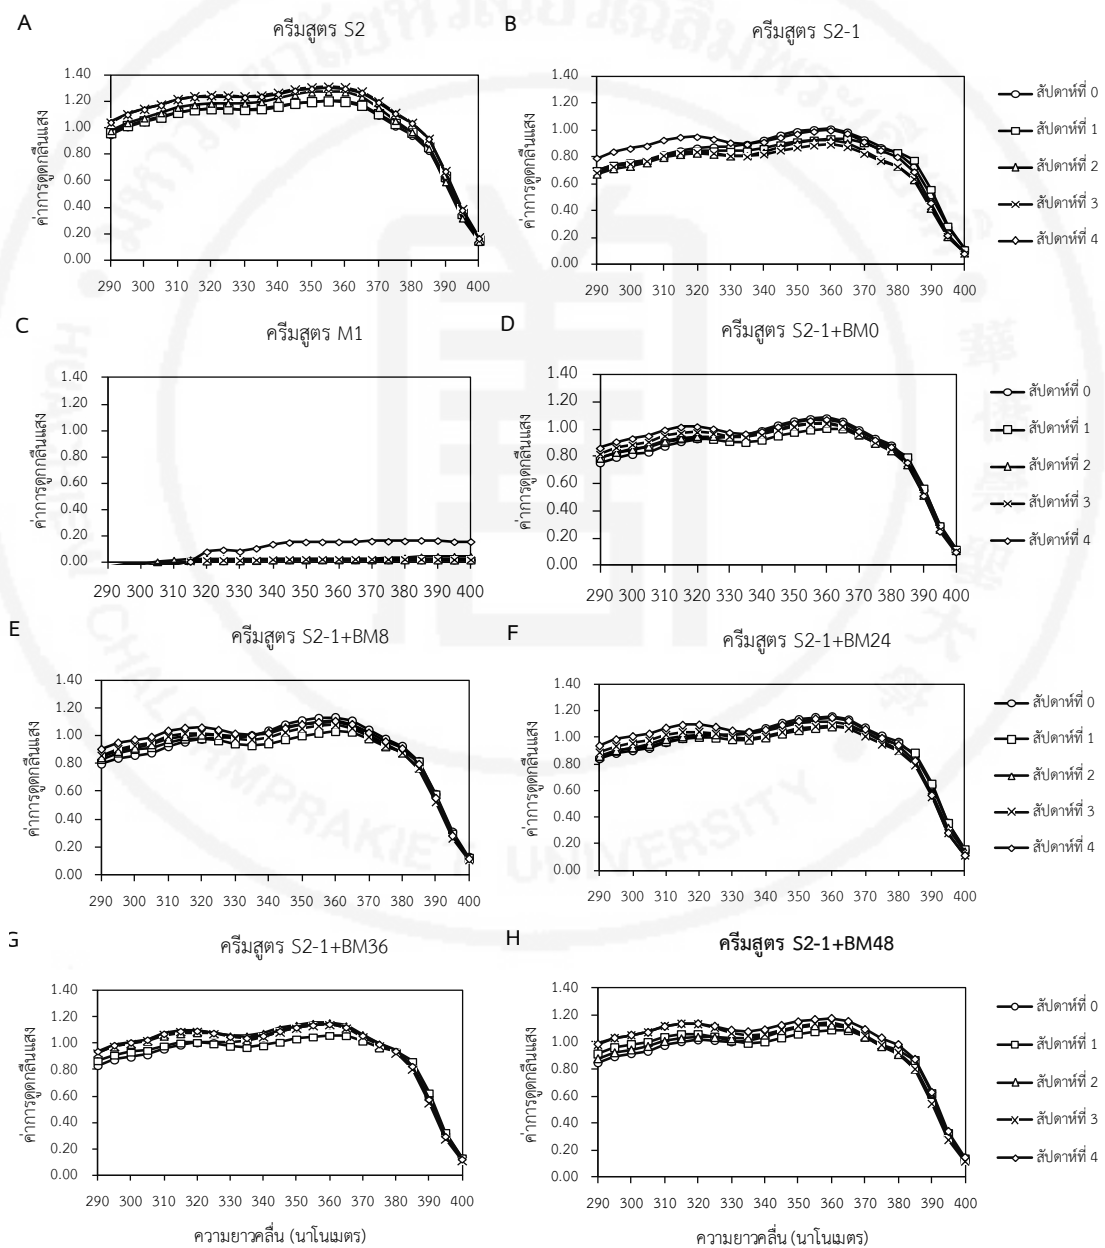 A
ครีมสูตร S2
ค่าการดูดกลืนแสง
1.40
1.20
1.00
0.80
0.60
0.40
0.20
0.00
290 300 310 320 330 340 350 360 370 380 390 400
B
ครีมสูตร S2-1
1.40
1.20
1.00
0.80
0.60
0.40
0.20
0.00
290 300 310 320 330 340 350 360 370 380 390 400
สัปดาห์ที่ 0
สัปดาห์ที่ 1
สัปดาห์ที่ 2
สัปดาห์ที่ 3
สัปดาห์ที่ 4
C
ครีมสูตร M1
ค่าการดูกกลืนแสง
1.40
1.20
1.00
0.80
0.60
0.40
0.20
0.00
290 300 310 320 330 340 350 360 370 380 390 400
D
ครีมสูตร S2-1+BM0
ค่าการดูดกลืนแสง
1.40
1.20
1.00
0.80
0.60
0.40
0.20
0.00
290 300 310 320 330 340 350 360 370 380 390 400
สัปดาห์ที่ 0
สัปดาห์ที่ 1
สัปดาห์ที่ 2
สัปดาห์ที่ 3
สัปดาห์ที่ 4
E
ครีมสูตร S2-1+BM8
ค่าการดูดกลืนแสง
1.40
1.20
1.00
0.80
0.60
0.40
0.20
0.00
290 300 310 320 330 340 350 360 370 380 390 400
F
ครีมสูตร S2-1+BM24
ค่าการดูดกลืนแสง
1.40
1.20
1.00
0.80
0.60
0.40
0.20
0.00
290 300 310 320 330 340 350 360 370 380 390 400
สัปดาห์ที่ 0
สัปดาห์ที่ 1
สัปดาห์ที่ 2
สัปดาห์ที่ 3
สัปดาห์ที่ 4
ครีมสูตร S2-1+BM36
ค่าการดูดกลืนแสง
1.40
1.20
1.00
0.80
0.60
0.40
0.20
0.00
290 300 310 320 330 340 350 360 370 380 390 400
ความยาวคลื่น (นาโนเมตร)
H
ครีมสูตร S2-1+BM48
ค่าการดูดกลืนแสง
1.40
1.20
1.00
0.80
0.60
0.40
0.20
0.00
290 300 310 320 330 340 350 360 370 380 390 400
ความยาวคลื่น (นาโนเมตร)
สัปดาห์ที่ 0
สัปดาห์ที่ 1
สัปดาห์ที่ 2
สัปดาห์ที่ 3
สัปดาห์ที่ 4
CHALERMPRAKIET UNIVERSITY